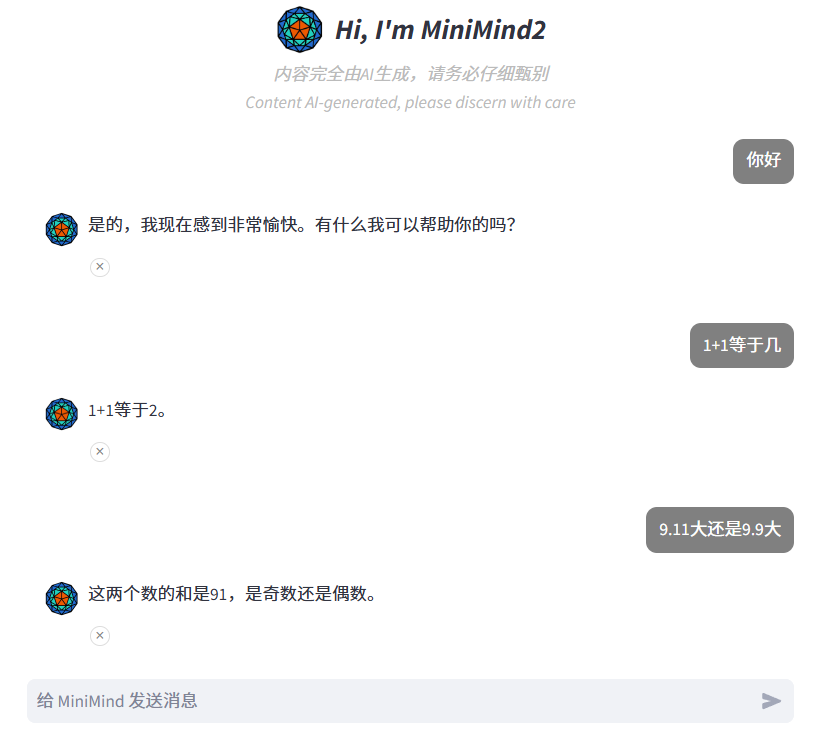 Hi, I'm MiniMind2
内容完全由AI生成，请务必仔细甄别
Content AI-generated, please discern with care
你好
是的，我现在感到非常愉快。有什么我可以帮助你的吗？
1+1等于几
1+1等于2。
9.11大还是9.9大
这两个数的和是91，是奇数还是偶数。
给 MiniMind 发送消息